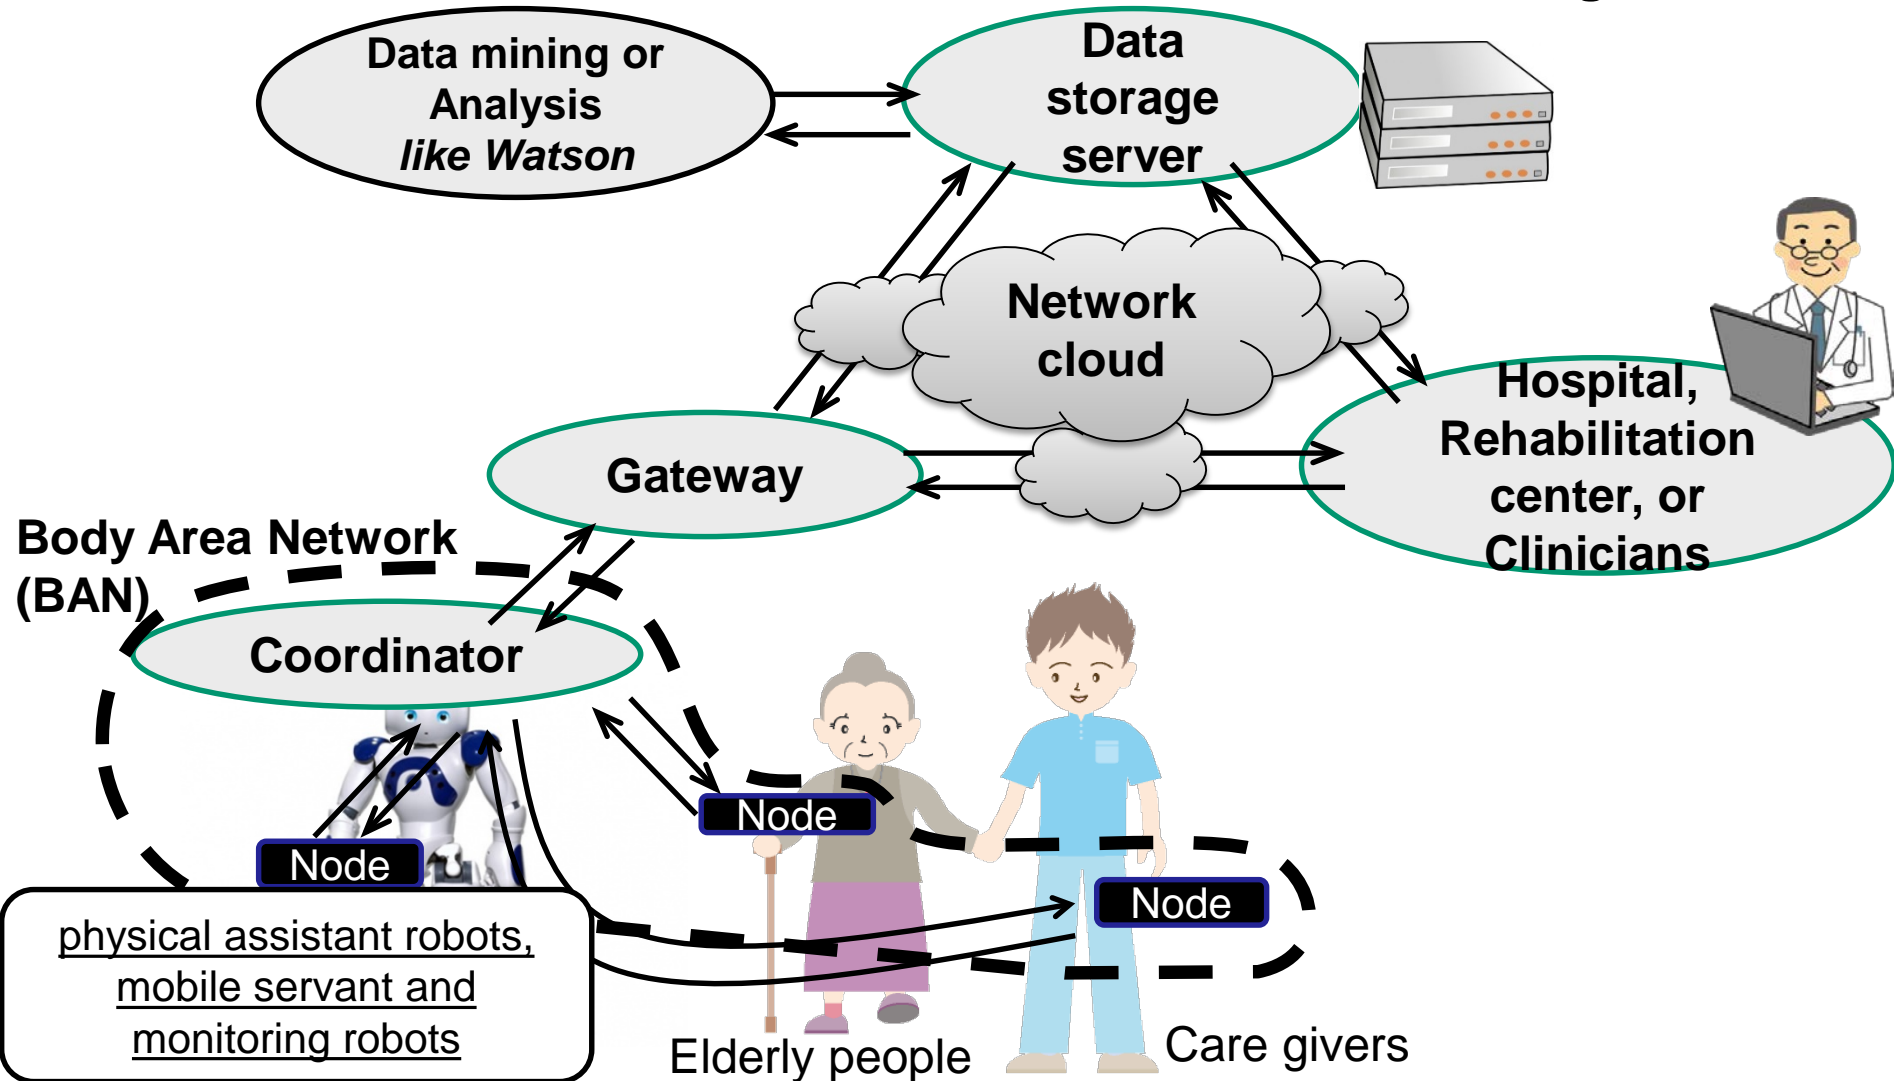 Data mining or
Analysis
like Watson
Data
storage
server
Network
cloud
Hospital,
Rehabilitation
center, or
Clinicians
Gateway
Body Area Network
(BAN)
Coordinator
Node
Node
Node
physical assistant robots,
mobile servant and
monitoring robots
Elderly people
Care givers